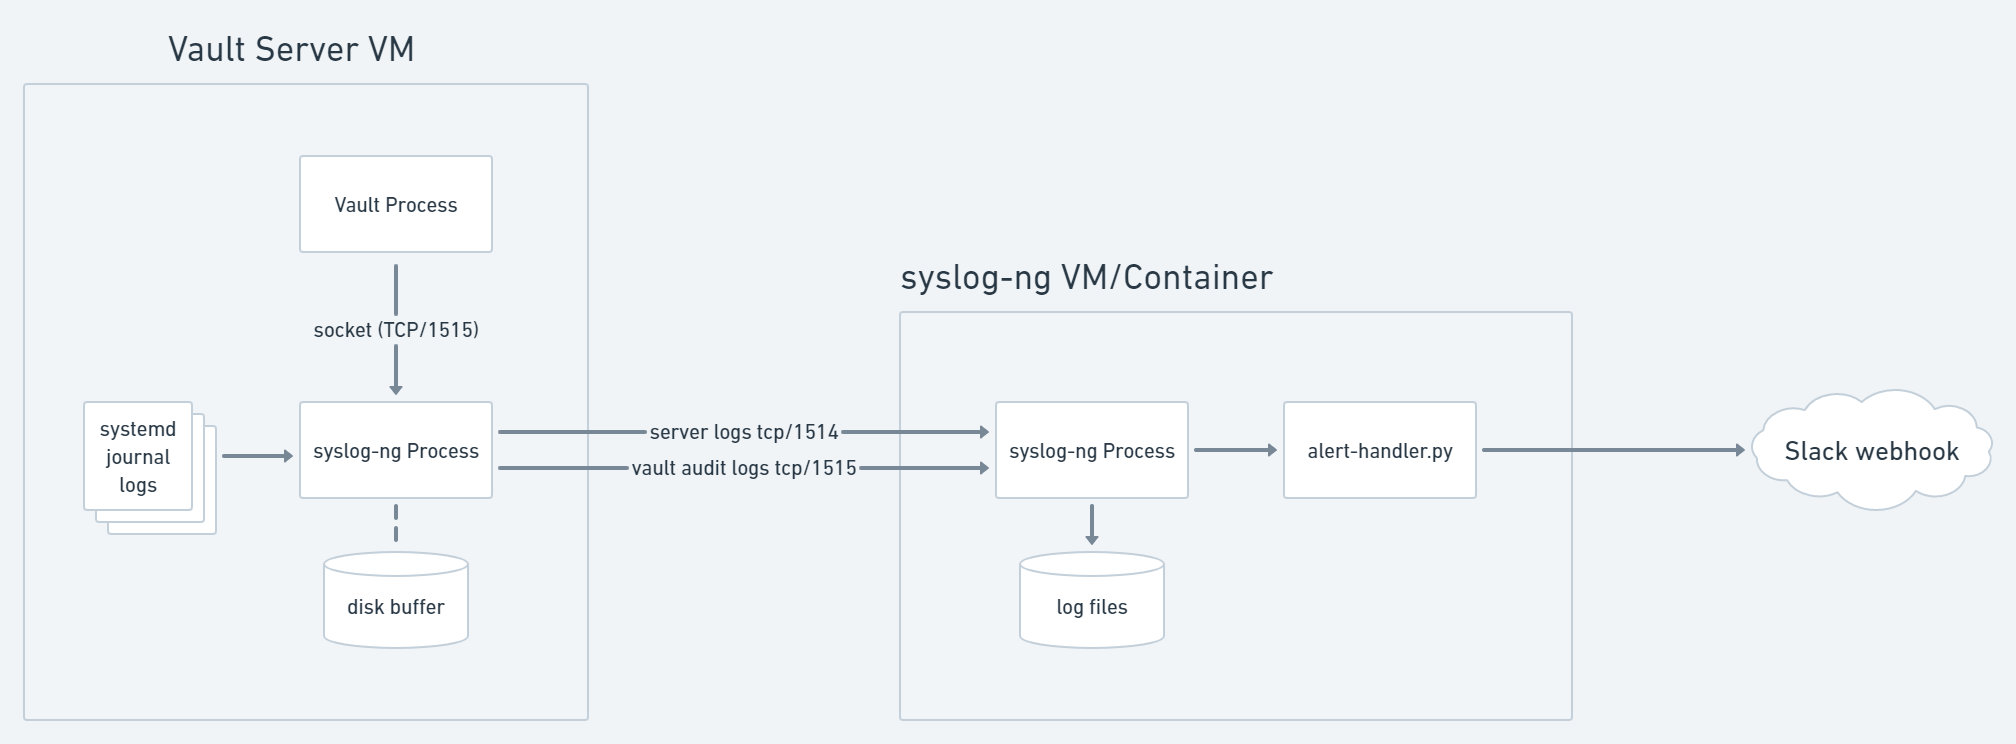 Vault Server VM
Vault Process
socket (TCP/1515)
systemd
journal
logs
syslog-ng Process
disk buffer
server logs tcp/1514
vault audit logs tcp/1515
syslog-ng VM/Container
syslog-ng Process
alert-handler.py
log files
Slack webhook